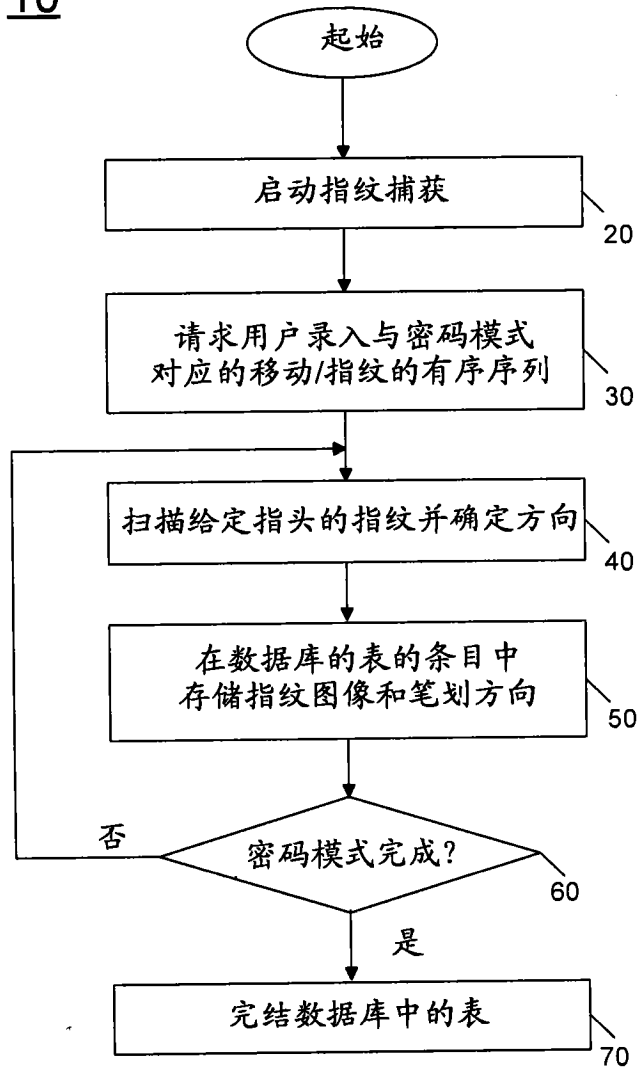 10
起始
启动指纹捕获
20
请求用户录入与密码模式
对应的移动/指纹的有序序列
30
扫描给定指头的指纹并确定方向
40
在数据库的表的条目中
存储指纹图像和笔划方向
50
否
密码模式完成?
60
是
完结数据库中的表
70